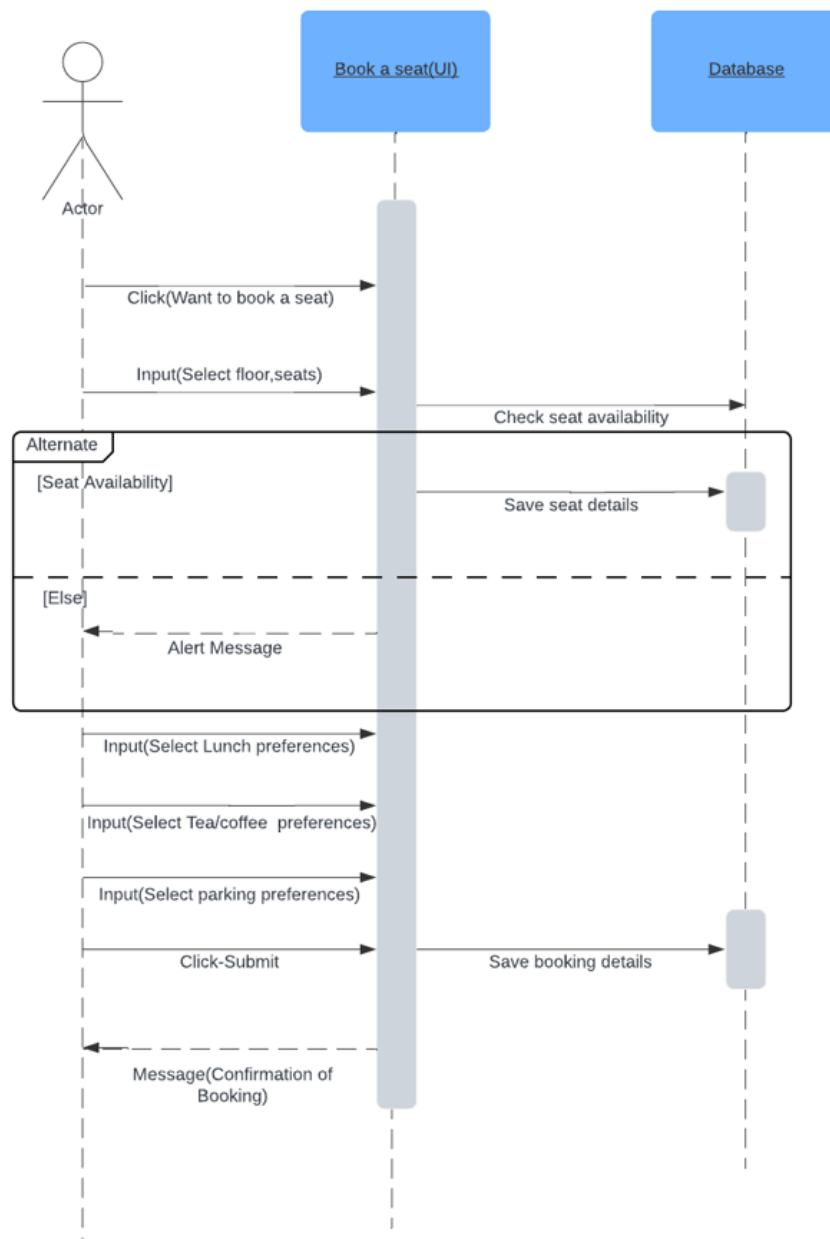 Book a seat(UI)
Database
Actor
Click(Want to book a seat)
Input(Select floor,seats)
Check seat availability
Alternate
[Seat Availability]
Save seat details
[Else]
Alert Message
Input(Select Lunch preferences)
Input(Select Tea/coffee  preferences)
Input(Select parking preferences)
Click-Submit
Save booking details
Message(Confirmation of
Booking)